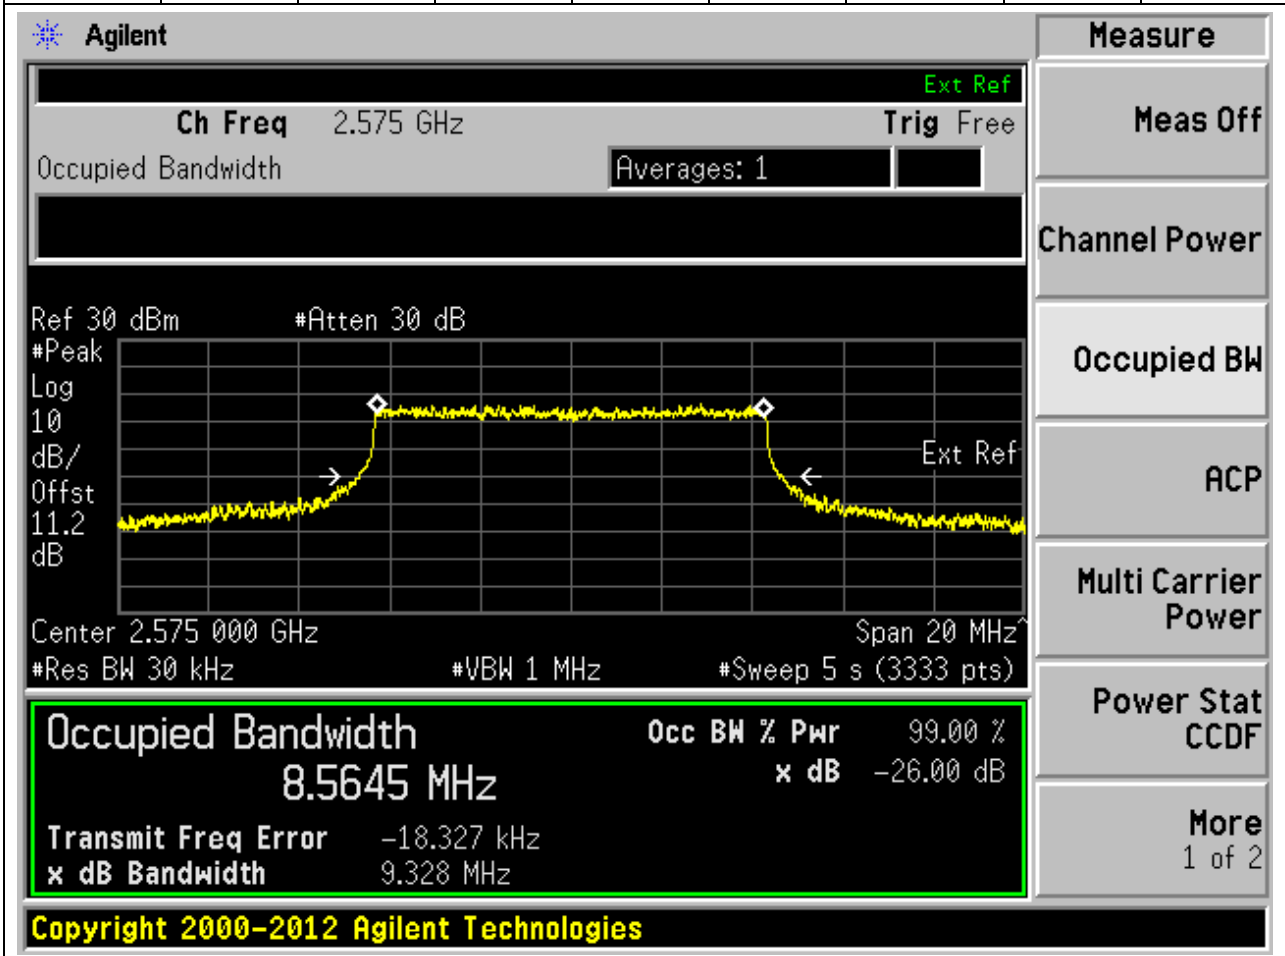 Agilent
Measure
Ext Ref
Ch Freq 2.575 GHz Trig Free
Meas Off
Occupied Bandwidth Averages: 1
Channel Power
Ref 30 dBm #Atten 30 dB
#Peak
Log
10
dB/
Offst
11.2
dB
Ext Ref
Occupied BW
ACP
Center 2.575 000 GHz Span 20 MHz^
#Res BW 30 kHz #VBW 1 MHz #Sweep 5 s (3333 pts)
Multi Carrier
Power
Occupied Bandwidth
8.5645 MHz
Occ BW % Pwr 99.00 %
x dB -26.00 dB
Transmit Freq Error -18.327 kHz
x dB Bandwidth 9.328 MHz
Power Stat
CCDF
More
1 of 2
Copyright 2000-2012 Agilent Technologies